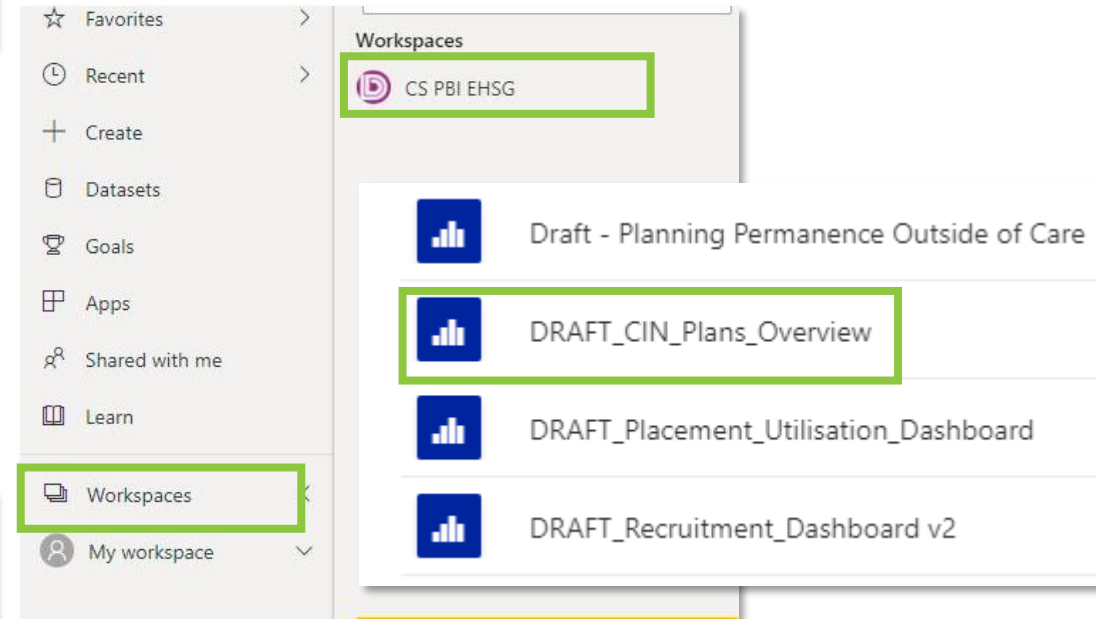 Favorites
Recent
Create
Datasets
Goals
Apps
Shared with me
Learn
Workspaces
My workspace
Workspaces
CS PBI EHSG
Draft - Planning Permanence Outside of Care
DRAFT_CIN_Plans_Overview
DRAFT_Placement_Utilisation_Dashboard
DRAFT_Recruitment_Dashboard v2